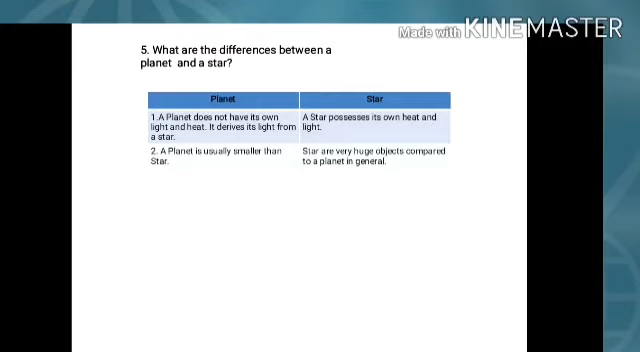 Made with KINEMASTER
5. What are the differences between a
planet and a star?
Planet
Star
1.A Planet does not have its own
light and heat. It derives its light from
a star.
A Star possesses its own heat and
light.
2. A Planet is usually smaller than
Star.
Star are very huge objects compared
to a planet in general.